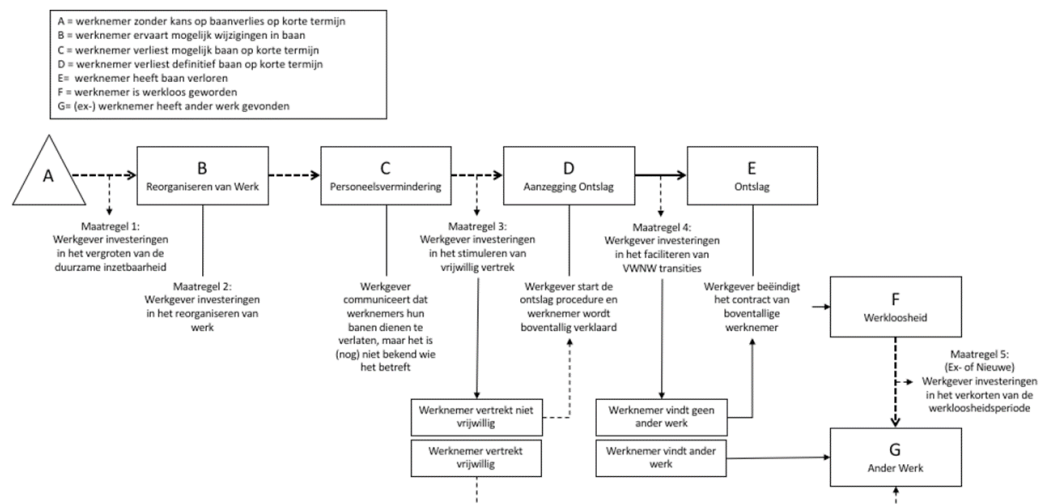 A = werknemer zonder kans op baanverlies op korte termijn
B = werknemer ervaart mogelijk wijzigingen in baan
C = werknemer verliest mogelijk baan op korte termijn
D = werknemer verliest definitief baan op korte termijn
E= werknemer heeft baan verloren
F = werknemer is werkloos geworden
G= (ex-) werknemer heeft ander werk gevonden
A
B
Reorganiseren van Werk
C
Personeelsvermindering
D
Aanzegging Ontslag
E
Ontslag
Maatregel 1:
Werkgever investeringen
in het vergroten van de
duurzame inzetbaarheid
Maatregel 2:
Werkgever investeringen
in het reorganiseren van
werk
Werkgever
communiceert dat
werknemers hun
banen dienen te
verlaten, maar het is
(nog) niet bekend wie
het betreft
Maatregel 3:
Werkgever investeringen
in het stimuleren van
vrijwillig vertrek
Werkgever start de
ontslag procedure en
werknemer wordt
boventallig verklaard
Maatregel 4:
Werkgever investeringen
in het faciliteren van
VWNW transities
Werkgever beëindigt
het contract van
boventallige
werknemer
F
Werkloosheid
Maatregel 5:
(Ex- of Nieuwe)
Werkgever investeringen
in het verkorten van de
werkloosheidsperiode
Werknemer vertrekt niet
vrijwillig
Werknemer vertrekt
vrijwillig
Werknemer vindt geen
ander werk
Werknemer vindt ander
werk
G
Ander Werk